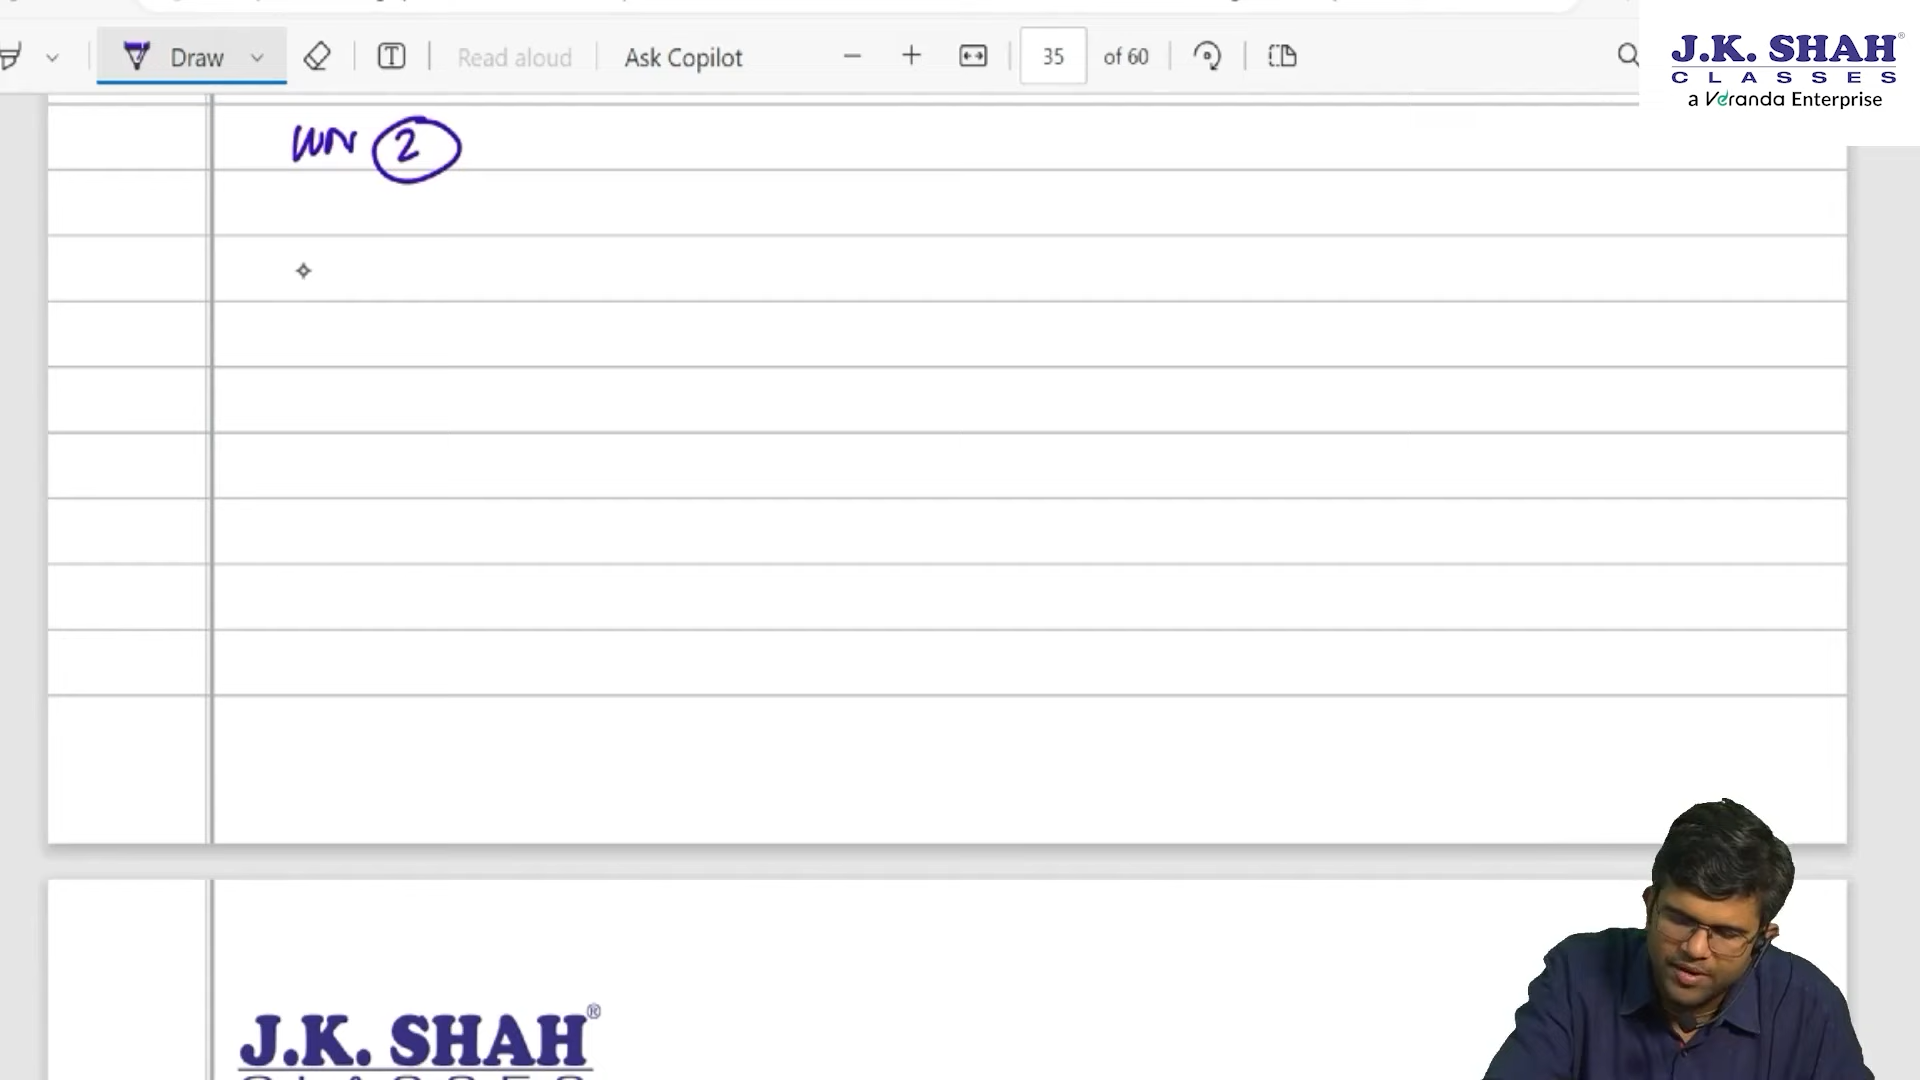 Draw
Read aloud
Ask Copilot
35
of 60
J.K. SHAH®
CLASSES
a Veranda Enterprise
WN 2
J.K. SHAH®